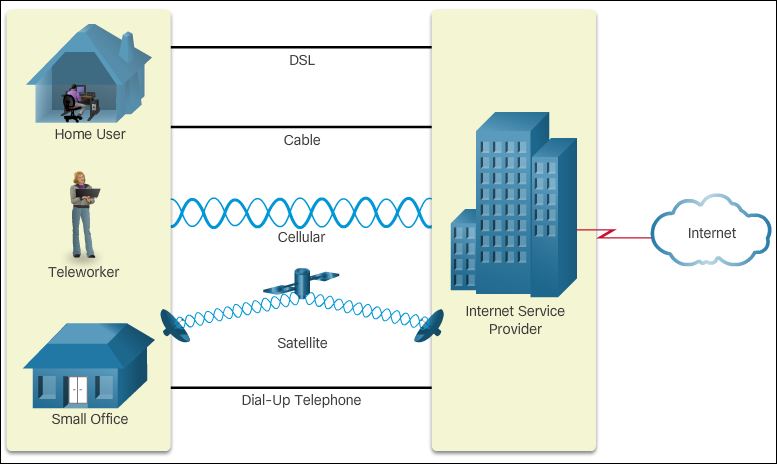 Home User
Teleworker
Small Office
DSL
Cable
Cellular
Satellite
Dial-Up Telephone
Internet Service
Provider
Internet